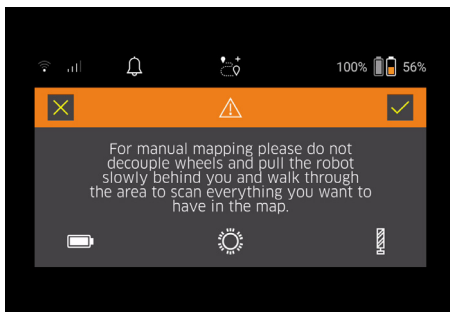 100% 56%
For manual mapping please do not
decouple wheels and pull the robot
slowly behind you and walk through
the area to scan everything you want to
have in the map.